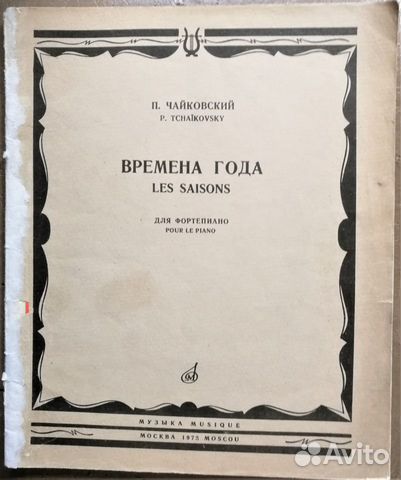 П. ЧАЙКОВСКИЙ
P. TCHAÏKOVSKY
ВРЕМЕНА ГОДА
LES SAISONS
ДЛЯ ФОРТЕПИАНО
POUR LE PIANO
МУЗЫКА MUSIQUE
МОСКВА 1975 MOSCOU
Avito